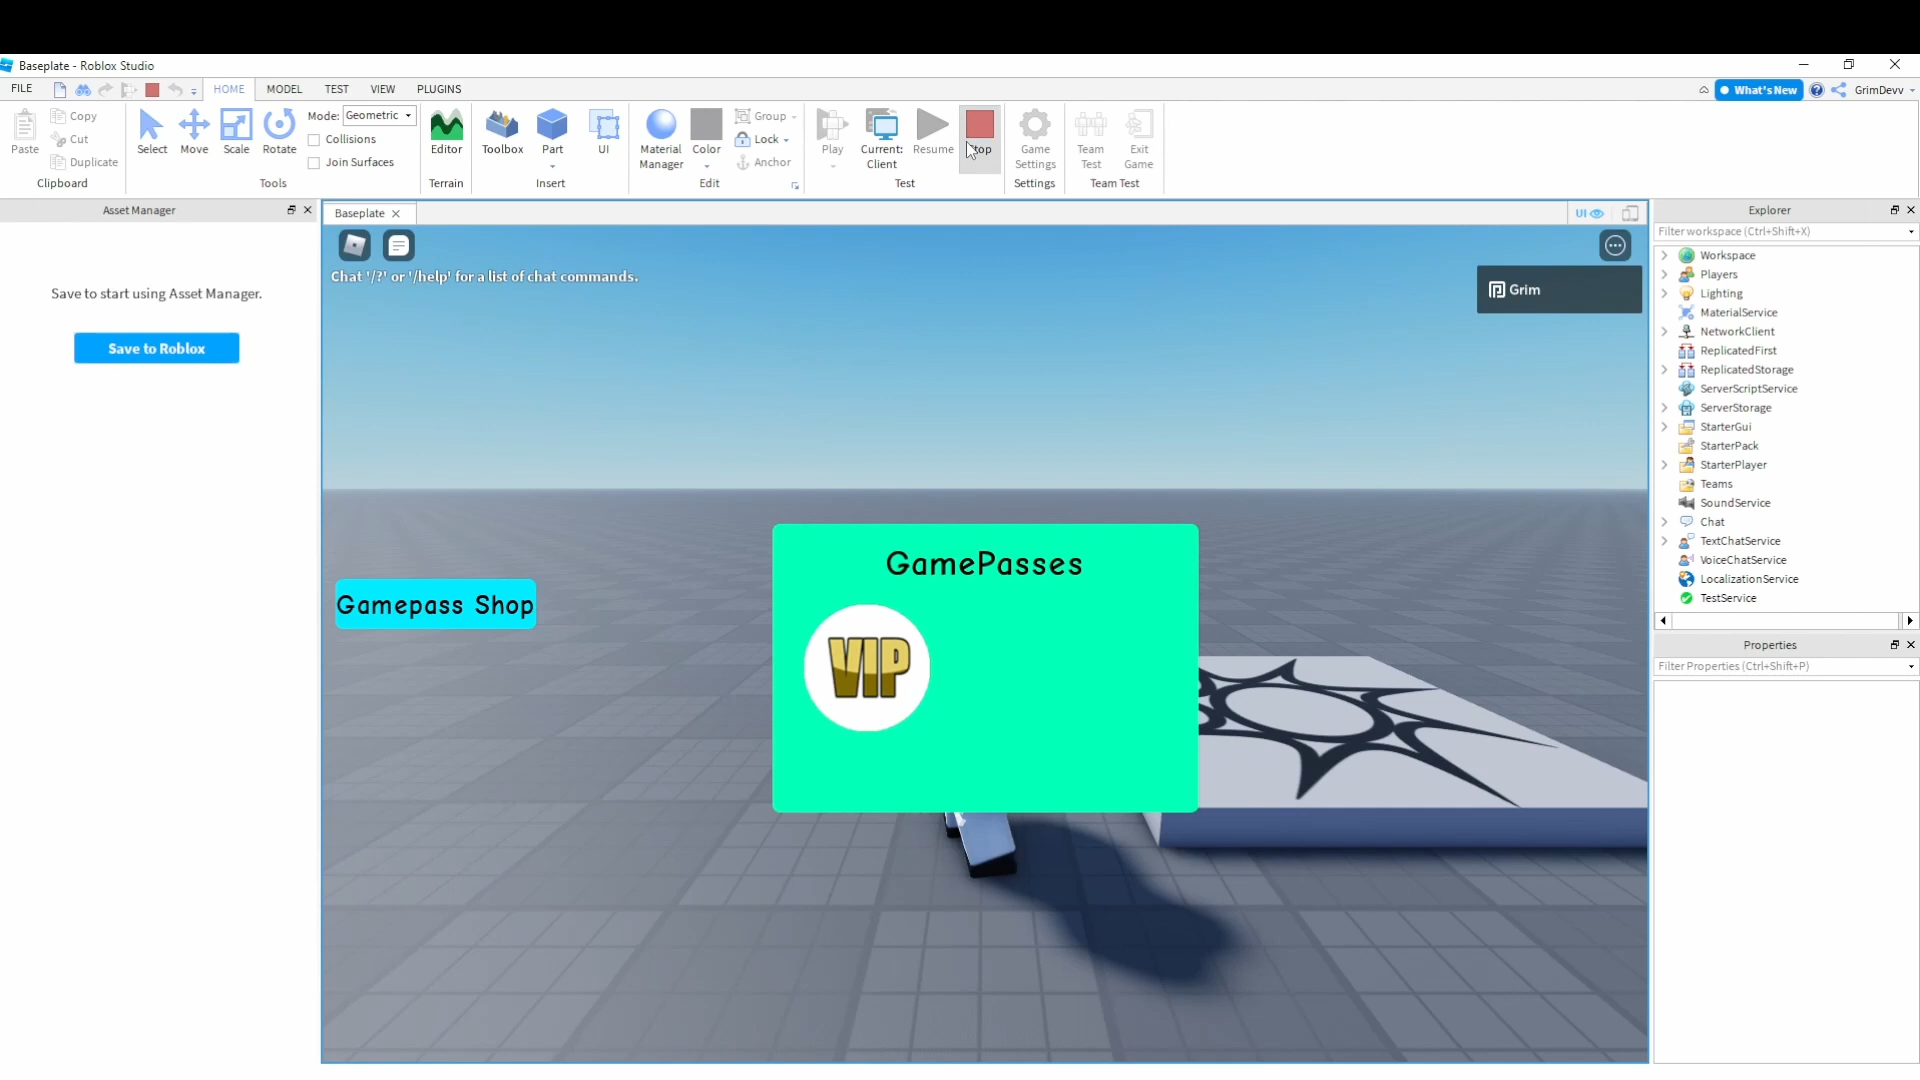 Baseplate - Roblox Studio
FILE
HOME
MODEL
TEST
VIEW
PLUGINS
What's New
GrimDevv
Paste
Copy
Cut
Duplicate
Clipboard
Select
Move
Scale
Rotate
Mode: Geometric
Collisions
Join Surfaces
Tools
Editor
Terrain
Toolbox
Part
UI
Insert
Material
Manager
Color
Group
Lock
Anchor
Edit
Play
Current:
Client
Resume
Test
Game
Settings
Settings
Team
Test
Exit
Game
Team Test
Asset Manager
Save to start using Asset Manager.
Save to Roblox
Baseplate
UI
Chat '/?' or '/help' for a list of chat commands.
Grim
Gamepass Shop
GamePasses
VIP
Explorer
Filter workspace (Ctrl+Shift+X)
Workspace
Players
Lighting
MaterialService
NetworkClient
ReplicatedFirst
ReplicatedStorage
ServerScriptService
ServerStorage
StarterGui
StarterPack
StarterPlayer
Teams
SoundService
Chat
TextChatService
VoiceChatService
LocalizationService
TestService
Properties
Filter Properties (Ctrl+Shift+P)